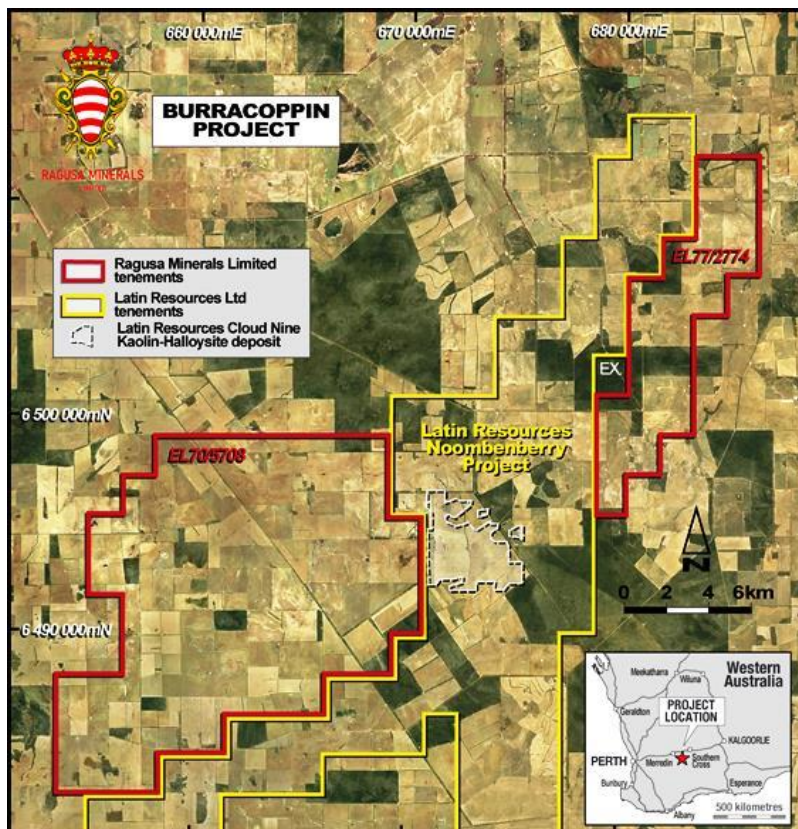 660 000mE
670 000mE
680 000mE
BURRACOPPIN
PROJECT
RAGUSA MINERALS
Ragusa Minerals Limited
tenements
Latin Resources Ltd
tenements
Latin Resources Cloud Nine
Kaolin-Halloysite deposit
EL77/2774
EX
6 500 000mN
Latin Resources
Noombenberry
Project
EL70/5708
N
0 2 4 6km
6 490 000mN
Western
Australia
Meekatharra
Wiluna
Geraldton
PROJECT
LOCATION
KALGOORLIE
PERTH
Merredin
Southern
Cross
Bunbury
Esperance
Albany
500 kilometres